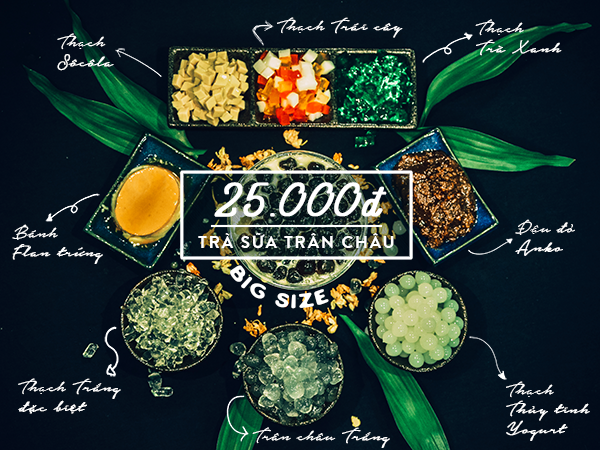 Thạch Trái cây
Thạch
Sôcôla
Thạch
Trà Xanh
25.000đ
TRÀ SỮA TRÂN CHÂU
BIG SIZE
Bánh
Flan trứng
Đậu đỏ
Anko
Thạch Trắng
đặc biệt
Trân châu Trắng
Thạch
Thủy tinh
Yogurt